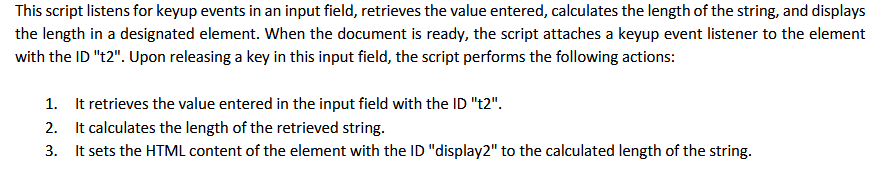 This script listens for keyup events in an input field, retrieves the value entered, calculates the length of the string, and displays
the length in a designated element. When the document is ready, the script attaches a keyup event listener to the element
with the ID "t2". Upon releasing a key in this input field, the script performs the following actions:
1. It retrieves the value entered in the input field with the ID "t2".
2. It calculates the length of the retrieved string.
3. It sets the HTML content of the element with the ID "display2" to the calculated length of the string.